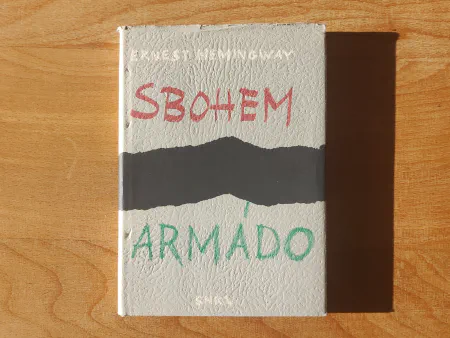 ERNEST HEMINGWAY
SBOHEM
ARMÁDO
SNKL